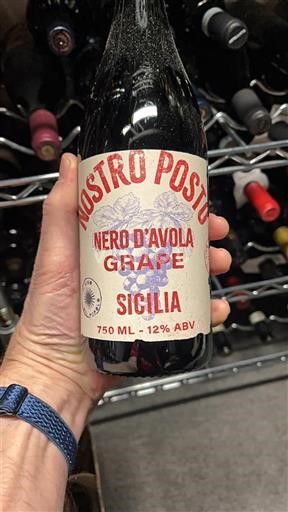 NOSTRO POSTO
NERO D'AVOLA
GRAPE
SICILIA
750 ML - 12% ABV